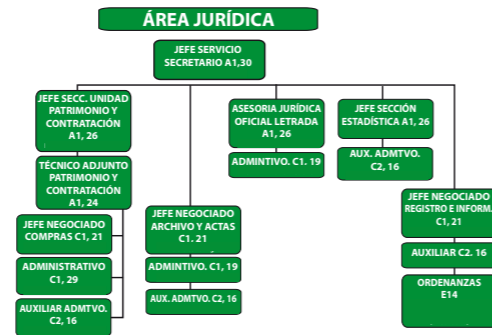 ÁREA JURÍDICA
JEFE SERVICIO
SECRETARIO A1,30
JEFE SECC. UNIDAD
PATRIMONIO Y
CONTRATACIÓN
A1, 26
TÉCNICO ADJUNTO
PATRIMONIO Y
CONTRATACIÓN
A1, 24
JEFE NEGOCIADO
COMPRAS C1, 21
ADMINISTRATIVO
C1, 29
AUXILIAR ADMTVO.
C2, 16
JEFE NEGOCIADO
ARCHIVO Y ACTAS
C1. 21
ADMINTIVO. C1, 19
AUX. ADMTVO. C2, 16
ASESORIA JURÍDICA
OFICIAL LETRADA
A1, 26
ADMINTIVO. C1. 19
JEFE SECCIÓN
ESTADÍSTICA A1, 26
AUX. ADMTVO.
C2, 16
JEFE NEGOCIADO
REGISTRO E INFORM.
C1, 21
AUXILIAR C2. 16
ORDENANZAS
E14